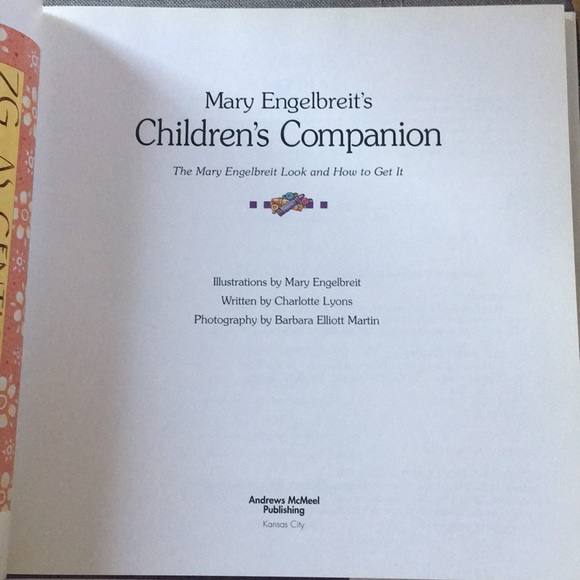 Mary Engelbreit's
Children's Companion
The Mary Engelbreit Look and How to Get It
Illustrations by Mary Engelbreit
Written by Charlotte Lyons
Photography by Barbara Elliott Martin
Andrews McMeel
Publishing
Kansas City